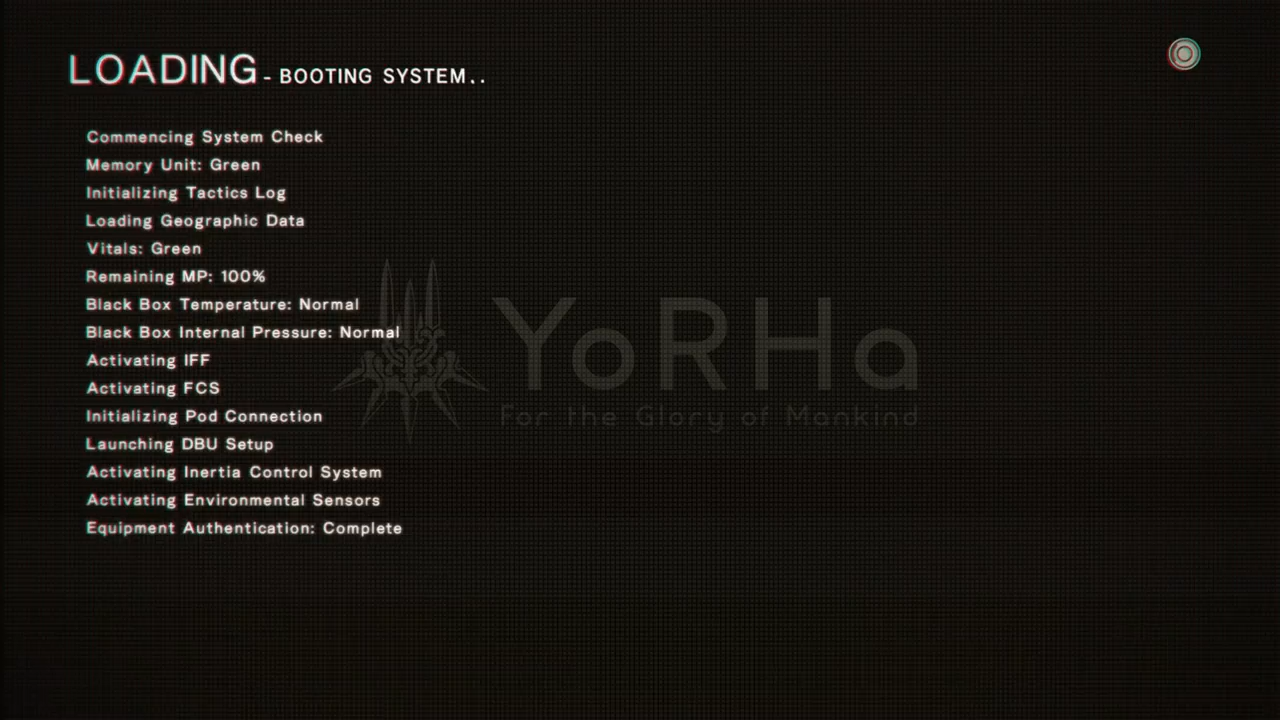 LOADING - BOOTING SYSTEM..
Commencing System Check
Memory Unit: Green
Initializing Tactics Log
Loading Geographic Data
Vitals: Green
Remaining MP: 100%
Black Box Temperature: Normal
Black Box Internal Pressure: Normal
Activating IFF
Activating FCS
Initializing Pod Connection
Launching DBU Setup
Activating Inertia Control System
Activating Environmental Sensors
Equipment Authentication: Complete
YoRHa
For the Glory of Mankind